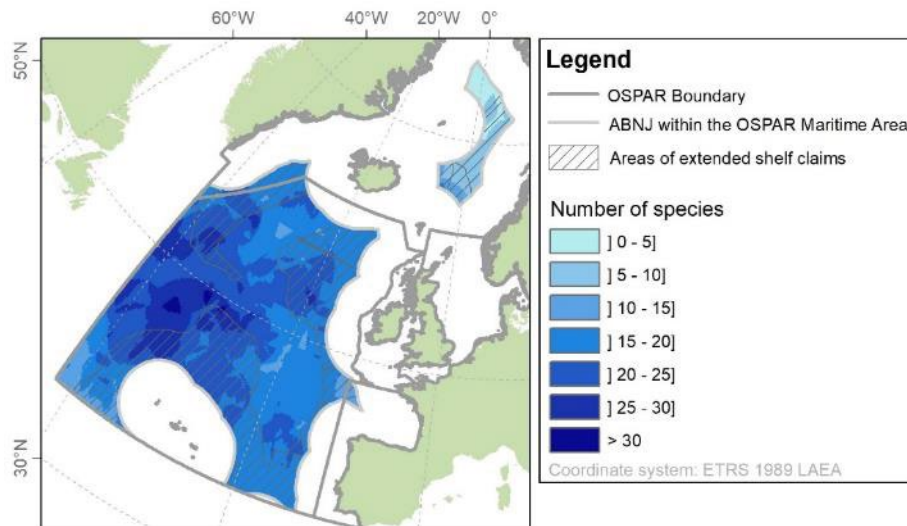 60°W
40°W
20°W
0°
50°N
30°N
Legend
OSPAR Boundary
ABNJ within the OSPAR Maritime Area
Areas of extended shelf claims
Number of species
] 0 - 5]
] 5 - 10]
] 10 - 15]
] 15 - 20]
] 20 - 25]
] 25 - 30]
> 30
Coordinate system: ETRS 1989 LAEA